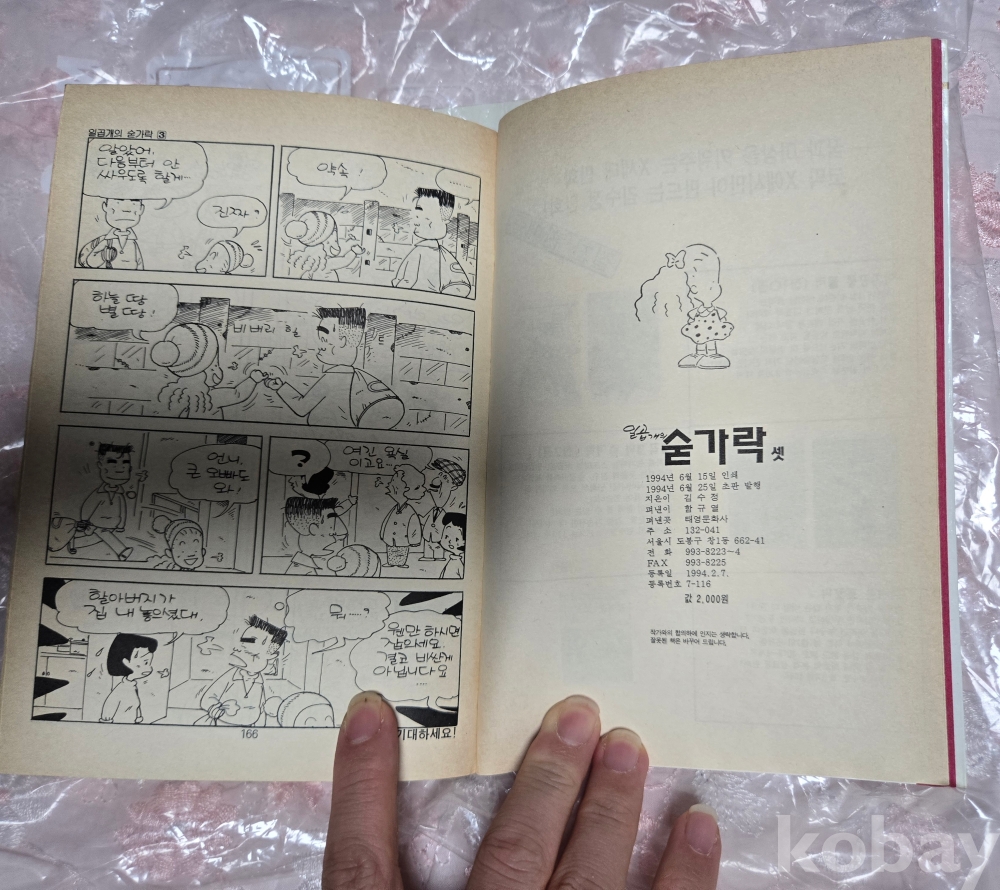 일곱개의 숟가락 3
알았어.
다음부터 안
싸우도록 할게…
진짜?
약속!
……
하늘 땅
별 땅!
비버리 힐
트
언니,
큰 오빠도
와!
?
여긴 욕실
이고요…
할아버지가
집 내 놓으셨대.
뭐……?
웬만 하시면
잡으세요.
결코 비싼게
아닙니다요
....
166
기대하세요!
일곱개의
숟가락 셋
1994년 6월 15일 인쇄
1994년 6월 25일 초판 발행
지은이 김수정
펴낸이 함규열
펴낸곳 태영문화사
주 소 132-041
서울시 도봉구 창1동 662-41
전 화 993-8223~4
FAX 993-8225
등록일 1994.2.7.
등록번호 7-116
값 2,000원
작가와의 합의하에 인지는 생략합니다.
잘못된 책은 바꾸어 드립니다.
kobay